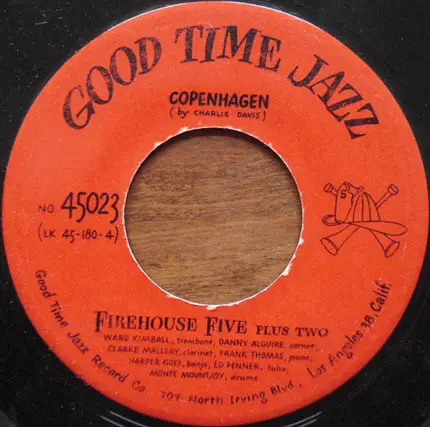 GOOD TIME JAZZ
COPENHAGEN
(by CHARLIE DAVIS)
NO. 45023
(LK 45-180-4)
5
FIREHOUSE FIVE PLUS TWO
WARD KIMBALL, trombone, DANNY ALGUIRE, cornet,
CLARKE MALLERY, clarinet, FRANK THOMAS, piano,
HARPER GOFF, banjo, ED PENNER, tuba,
MONTE MOUNTJOY, drums
Good Time Jazz Record Co. 709 North Irving Blvd., Los Angeles 38, Calif.